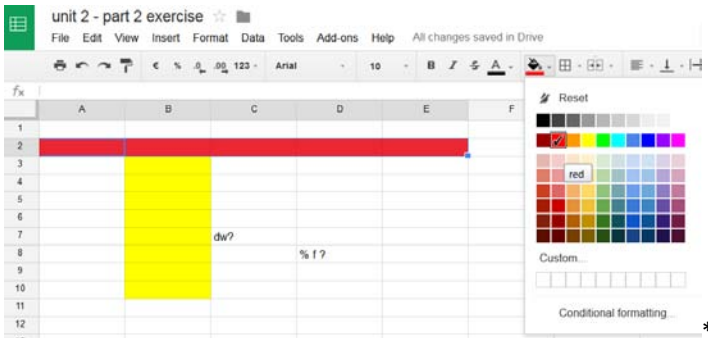 unit 2 - part 2 exercise
File Edit View Insert Format Data Tools Add-ons Help All changes saved in Drive
€ % .0 .00 123 - Arial 10 B I S A
fx
Reset
A B C D E F
1
2
3
red
4
5
6
7 dw?
8 % f ?
Custom...
9
10
11
Conditional formatting...
12
*